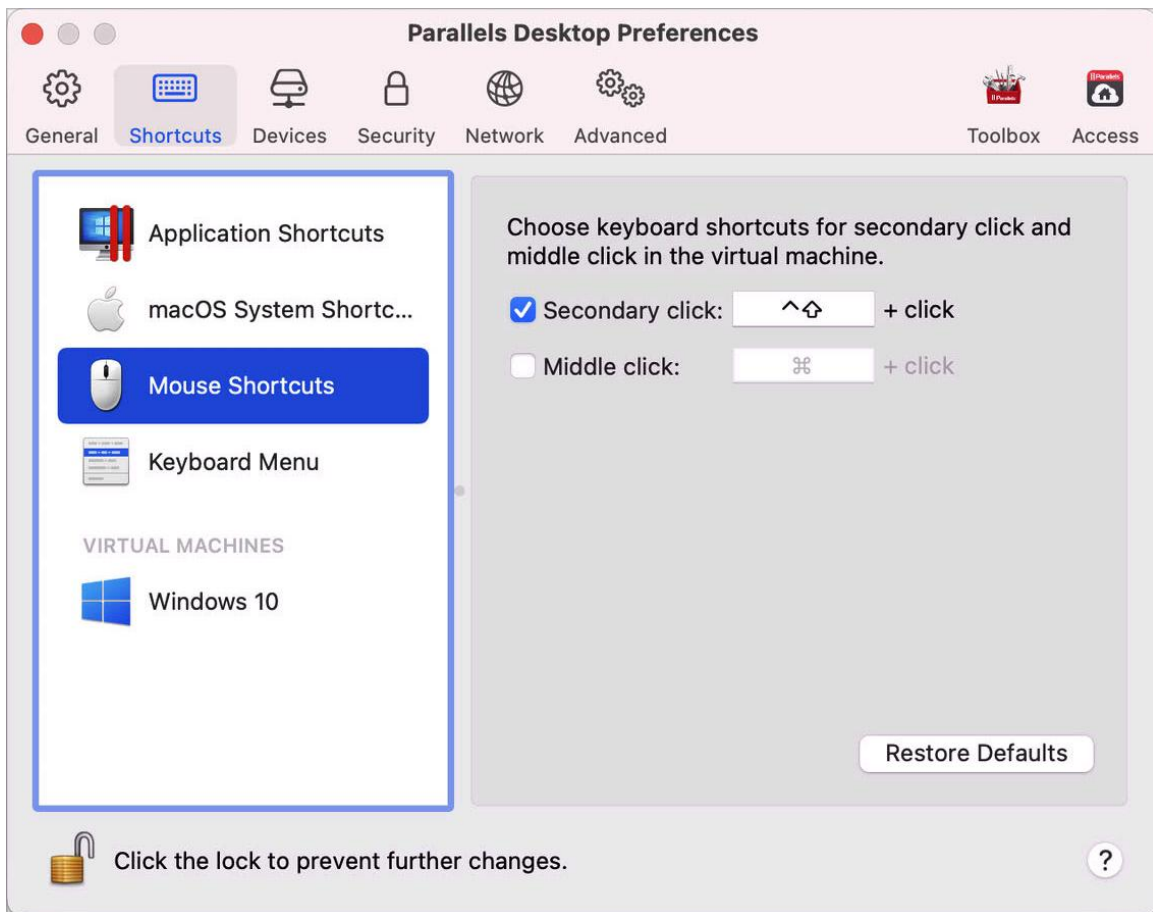 Parallels Desktop Preferences
General Shortcuts Devices Security Network Advanced Toolbox Access
Application Shortcuts
macOS System Shortc...
Mouse Shortcuts
Keyboard Menu
VIRTUAL MACHINES
Windows 10
Choose keyboard shortcuts for secondary click and
middle click in the virtual machine.
Secondary click: ^⇧ + click
Middle click: ⌘ + click
Restore Defaults
Click the lock to prevent further changes.
?